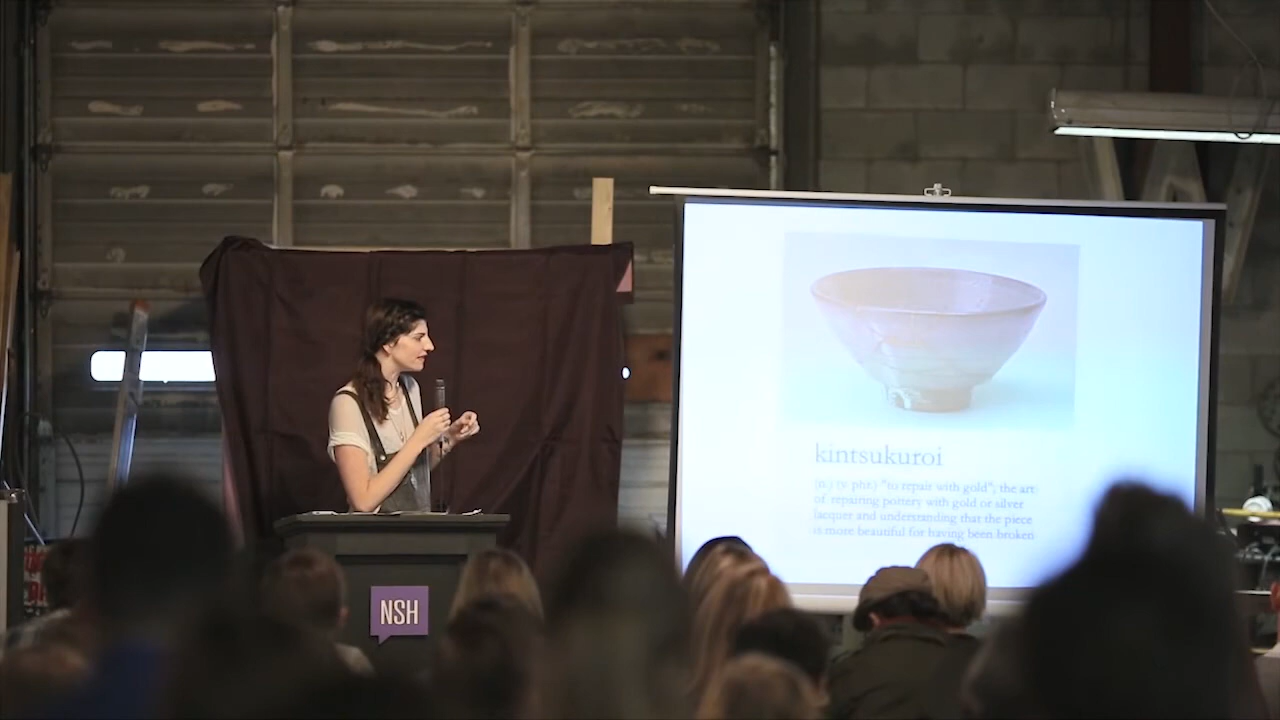 kintsukuroi
(n.) (v. phr.) "to repair with gold"; the art
of repairing pottery with gold or silver
lacquer and understanding that the piece
is more beautiful for having been broken
NSH